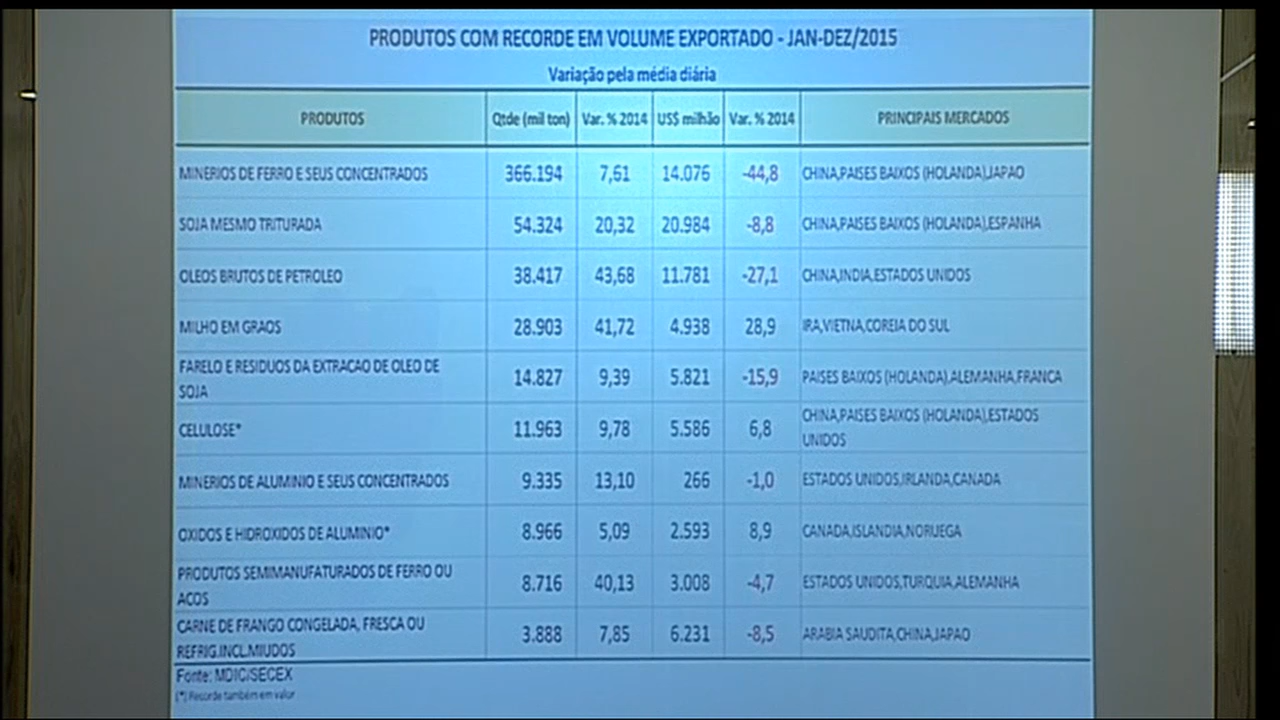 PRODUTOS COM RECORDE EM VOLUME EXPORTADO - JAN-DEZ/2015
Variação pela média diária
PRODUTOS Qtde (mil ton) Var. % 2014 US$ milhão Var. % 2014 PRINCIPAIS MERCADOS
MINERIOS DE FERRO E SEUS CONCENTRADOS 366.194 7,61 14.076 -44,8 CHINA,PAISES BAIXOS (HOLANDA),JAPAO
SOJA MESMO TRITURADA 54.324 20,32 20.984 -8,8 CHINA,PAISES BAIXOS (HOLANDA),ESPANHA
OLEOS BRUTOS DE PETROLEO 38.417 43,68 11.781 -27,1 CHINA,INDIA,ESTADOS UNIDOS
MILHO EM GRAOS 28.903 41,72 4.938 28,9 IRA,VIETNA,COREIA DO SUL
FARELO E RESIDUOS DA EXTRACAO DE OLEO DE
SOJA 14.827 9,39 5.821 -15,9 PAISES BAIXOS (HOLANDA),ALEMANHA,FRANCA
CELULOSE* 11.963 9,78 5.586 6,8 CHINA,PAISES BAIXOS (HOLANDA),ESTADOS
UNIDOS
MINERIOS DE ALUMINIO E SEUS CONCENTRADOS 9.335 13,10 266 -1,0 ESTADOS UNIDOS,IRLANDA,CANADA
OXIDOS E HIDROXIDOS DE ALUMINIO* 8.966 5,09 2.593 8,9 CANADA,ISLANDIA,NORUEGA
PRODUTOS SEMIMANUFATURADOS DE FERRO OU
ACOS 8.716 40,13 3.008 -4,7 ESTADOS UNIDOS,TURQUIA,ALEMANHA
CARNE DE FRANGO CONGELADA, FRESCA OU
REFRIG.INCL.MIUDOS 3.888 7,85 6.231 -8,5 ARABIA SAUDITA,CHINA,JAPAO
Fonte: MDIC/SECEX
(*) Recorde também em valor